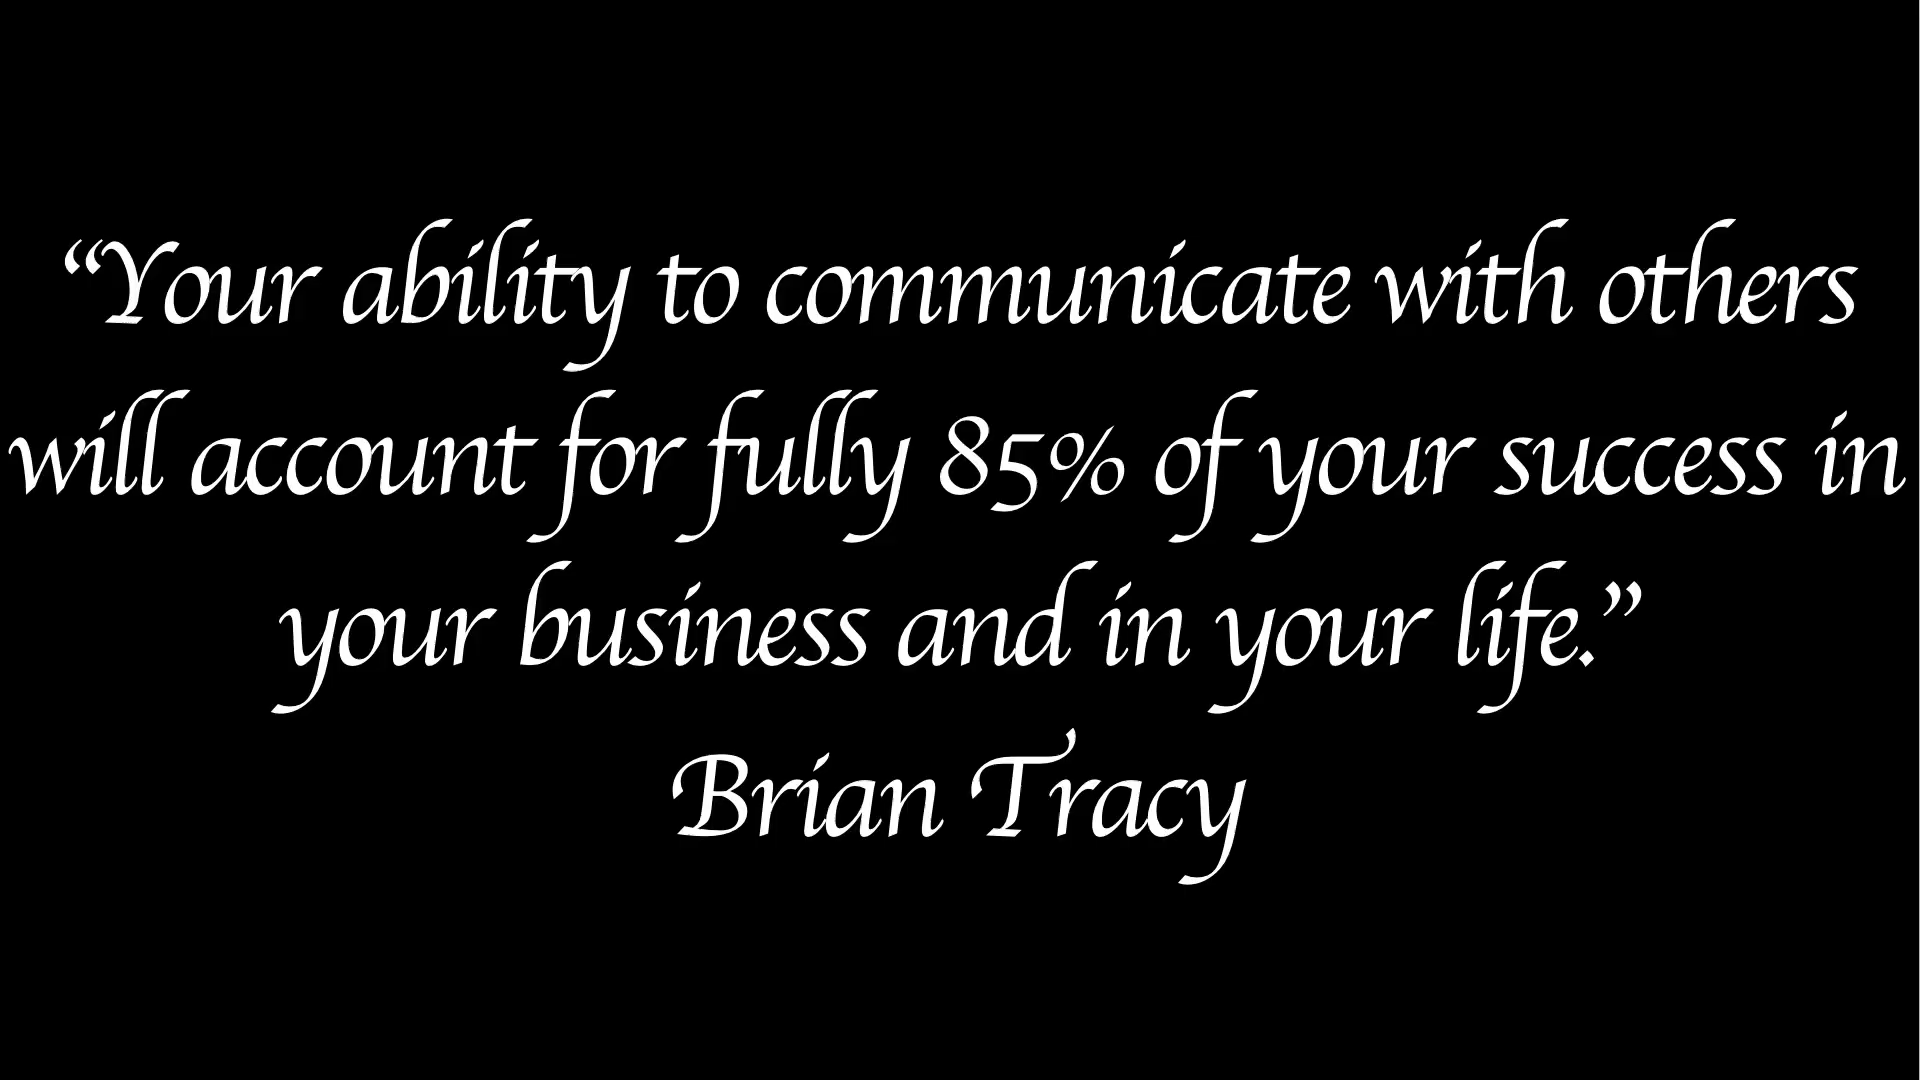 “Your ability to communicate with others
will account for fully 85% of your success in
your business and in your life.”
Brian Tracy